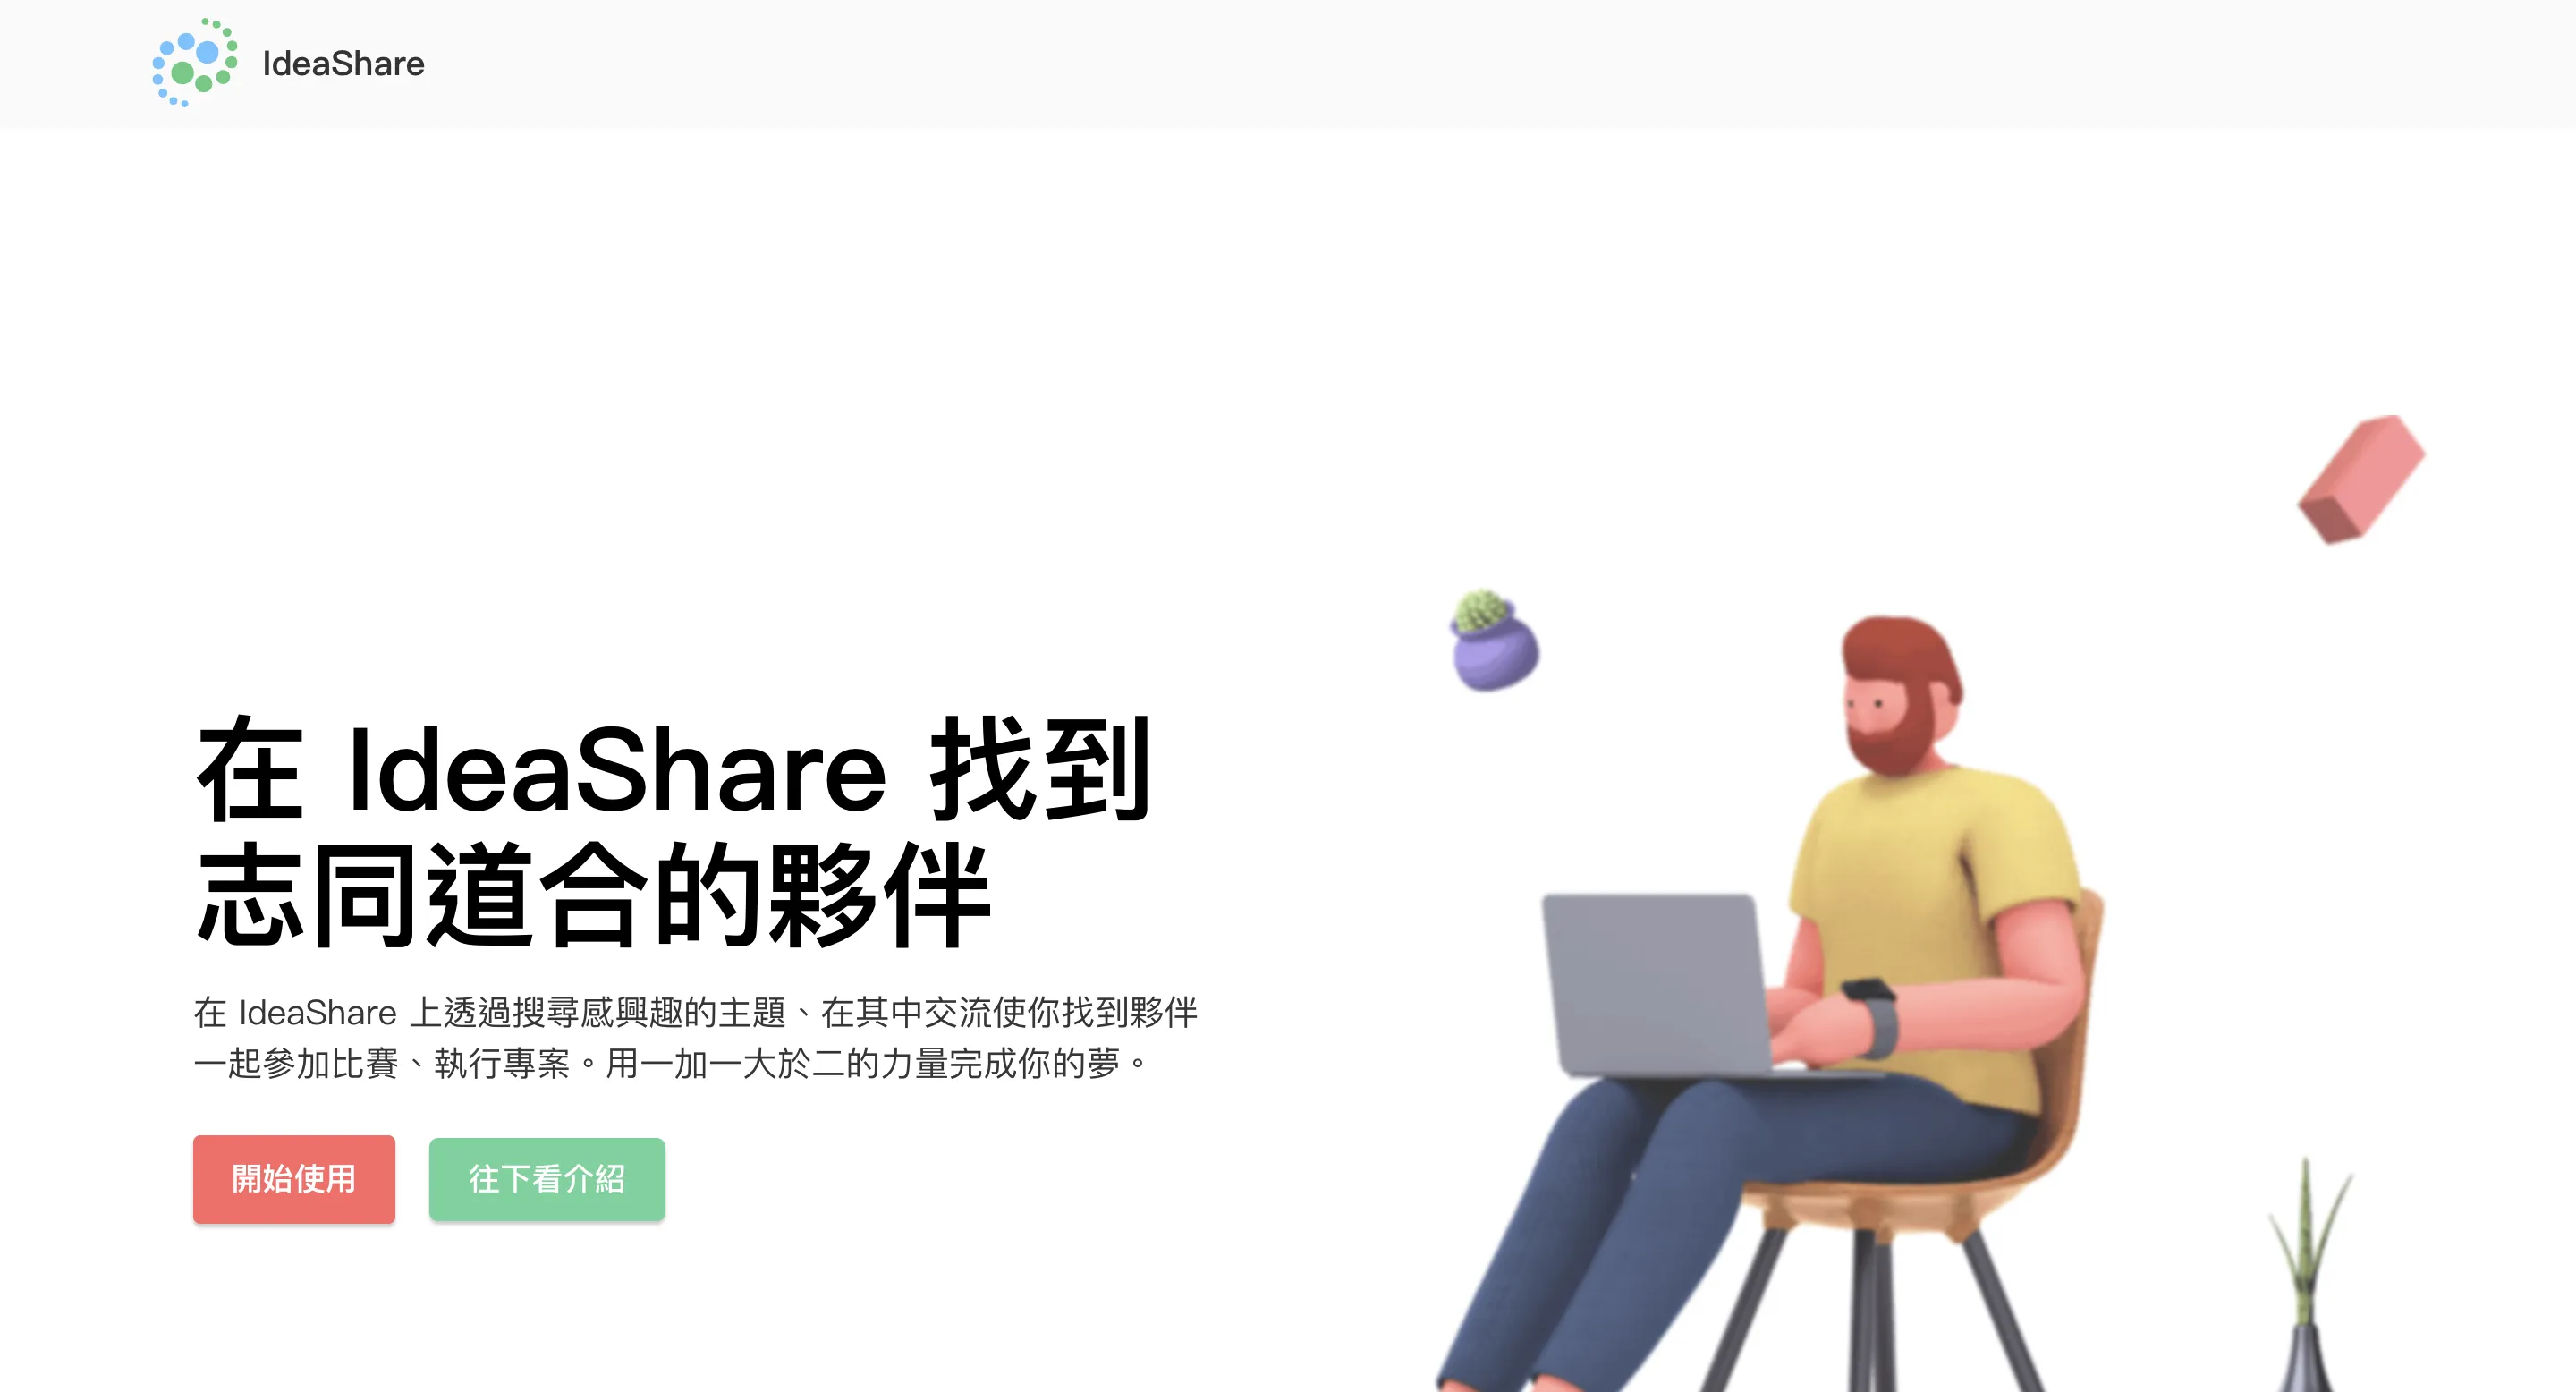 IdeaShare
在 IdeaShare 找到
志同道合的夥伴
在 IdeaShare 上透過搜尋感興趣的主題、在其中交流使你找到夥伴
一起參加比賽、執行專案。用一加一大於二的力量完成你的夢。
開始使用
往下看介紹